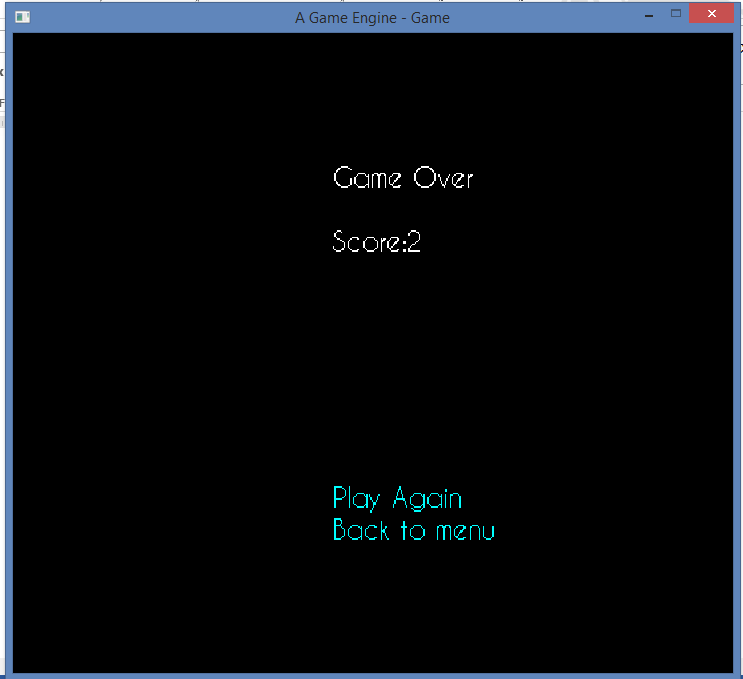 A Game Engine - Game
Game Over
Score:2
Play Again
Back to menu